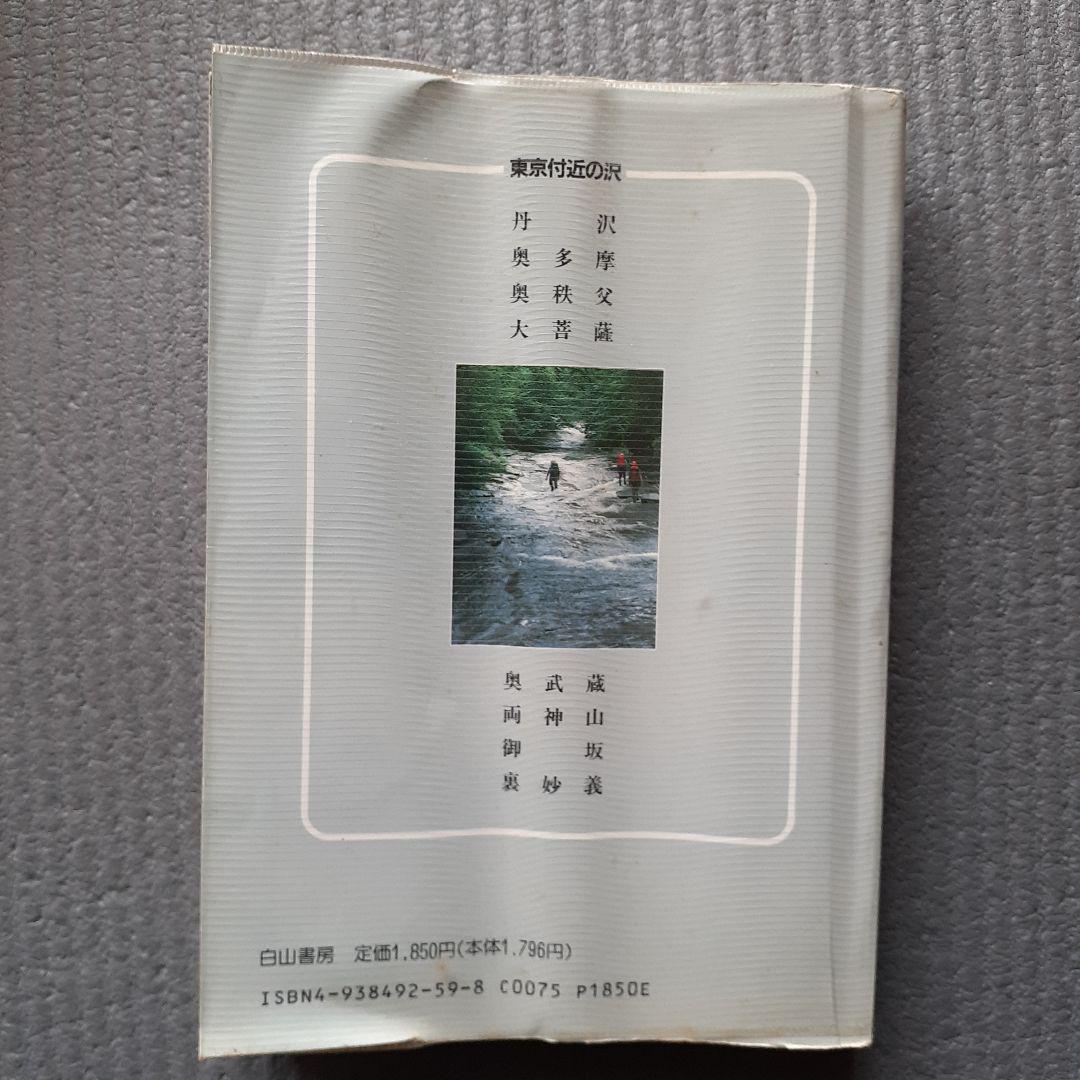 東京付近の沢
丹沢
奥多摩
奥秩父
大菩薩
奥武蔵
両神山
御坂
裏妙義
白山書房 定価1,850円(本体1.796円)
ISBN4-938492-59-8 C0075 P1850E